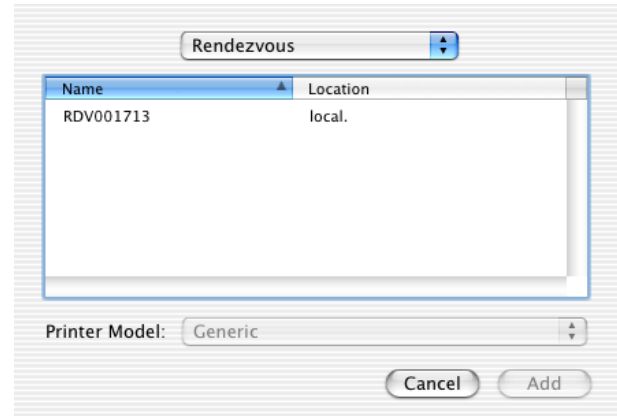 Rendezvous
Name Location
RDV001713 local.
Printer Model: Generic
Cancel Add